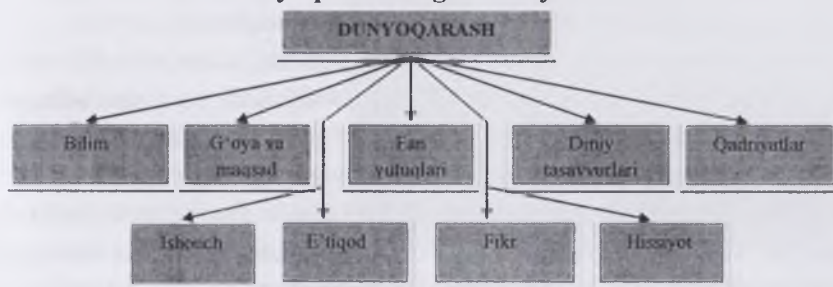 DUNYOQARASH
Bilim
G'oya va
maqsad
Fan
yutuqlari
Diniy
tasavvurlari
Qadriyatlar
Ishonch
E'tiqod
Fikr
Hissiyot